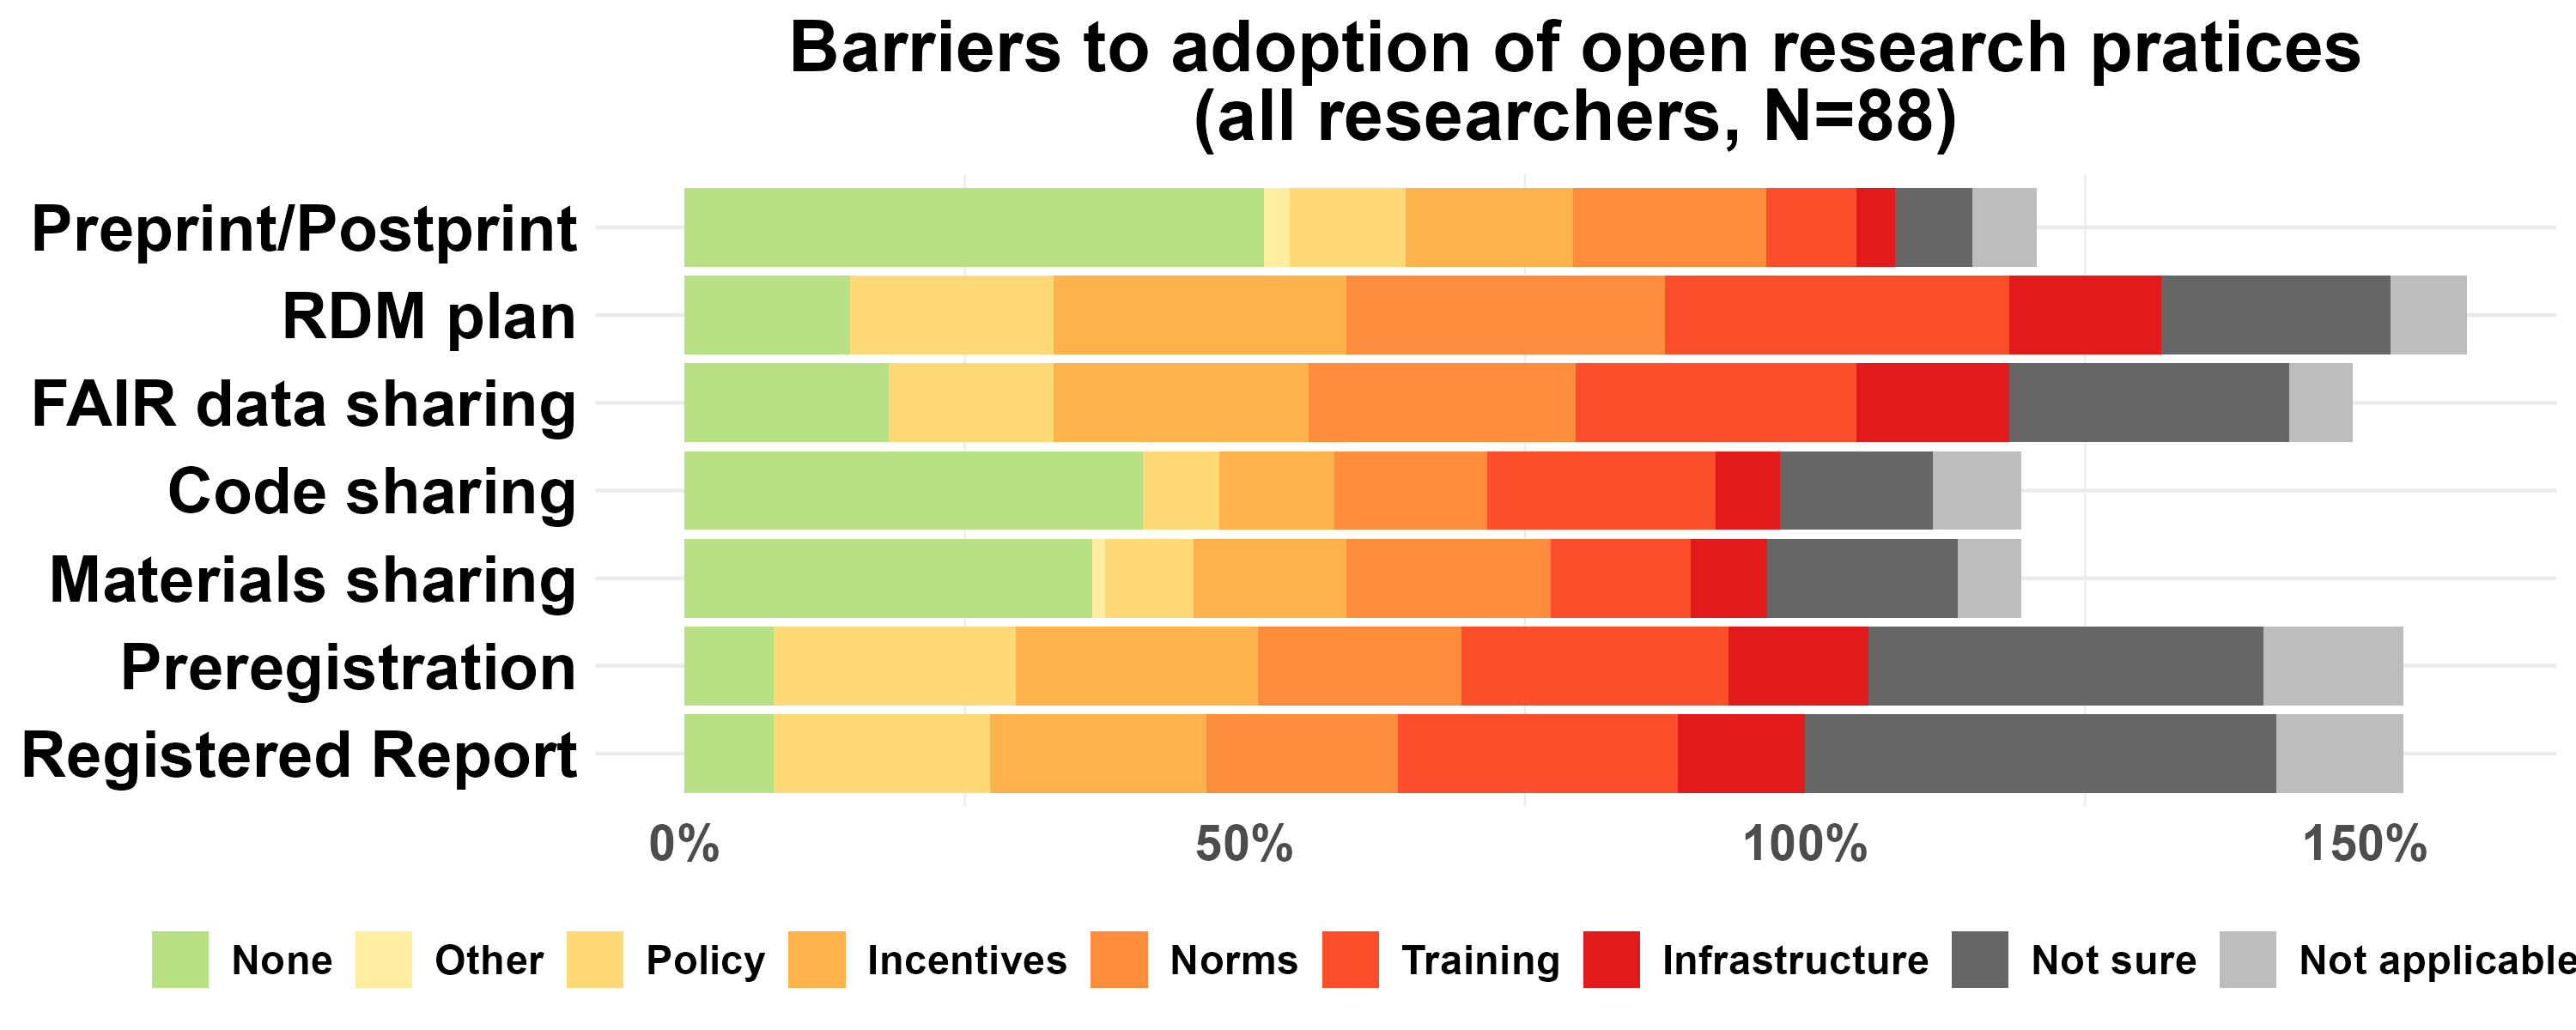 Barriers to adoption of open research pratices
(all researchers, N=88)
Preprint/Postprint
RDM plan
FAIR data sharing
Code sharing
Materials sharing
Preregistration
Registered Report
0% 50% 100% 150%
None Other Policy Incentives Norms Training Infrastructure Not sure Not applicable